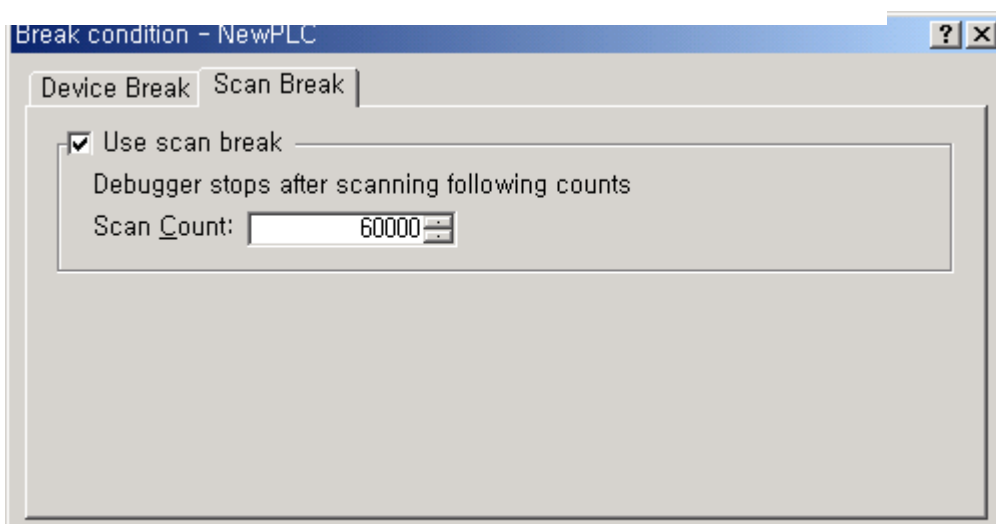 Break condition - NewPLC
Device Break Scan Break
Use scan break
Debugger stops after scanning following counts
Scan Count: 60000